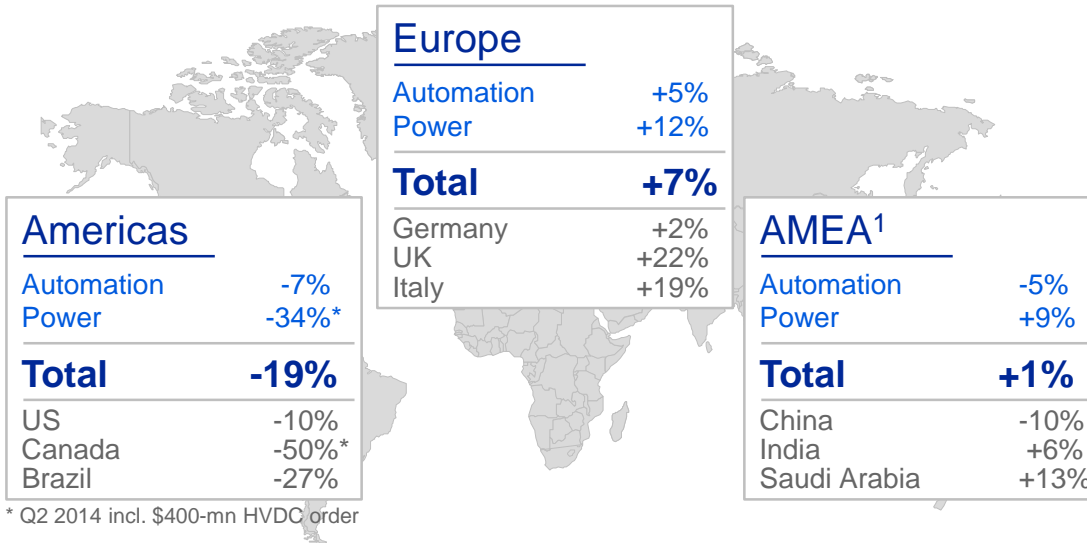 Europe
Automation +5%
Power +12%
Total +7%
Germany +2%
UK +22%
Italy +19%
Americas
Automation -7%
Power -34%*
Total -19%
US -10%
Canada -50%*
Brazil -27%
* Q2 2014 incl. $400-mn HVDC order
AMEA¹
Automation -5%
Power +9%
Total +1%
China -10%
India +6%
Saudi Arabia +13%